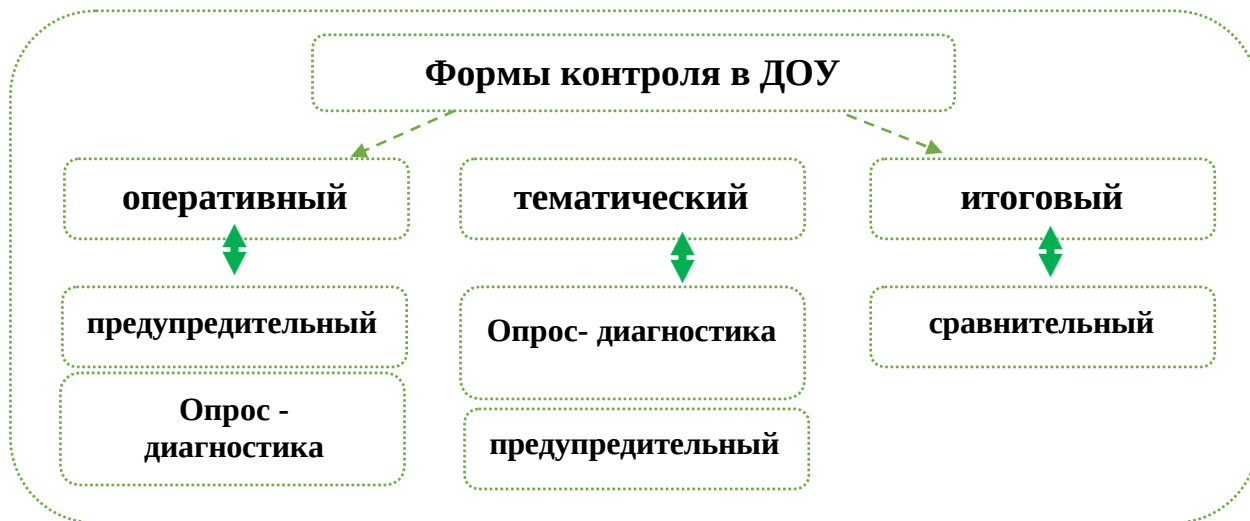 Формы контроля в ДОУ
оперативный
тематический
итоговый
предупредительный
Опрос- диагностика
сравнительный
Опрос -
диагностика
предупредительный